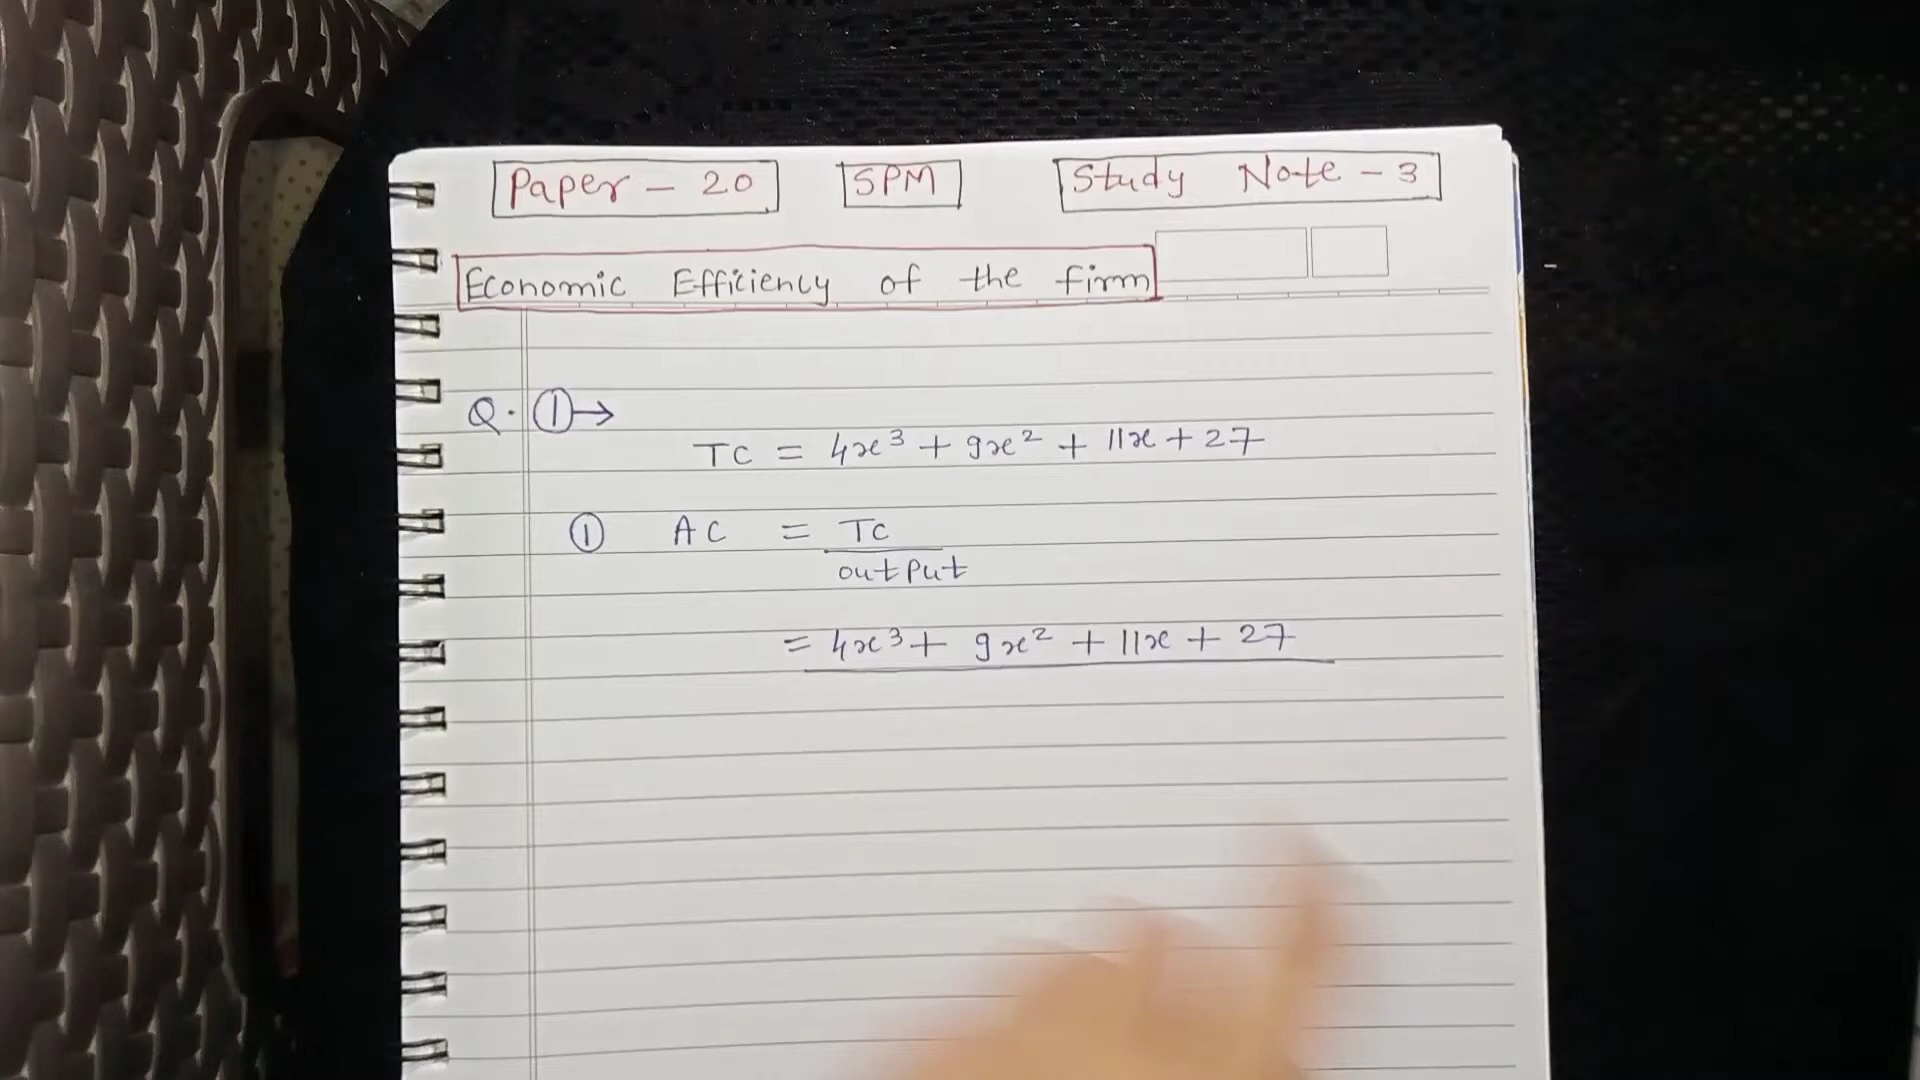 Paper - 20 SPM Study Note - 3
Economic Efficiency of the firm
Q. ① →
TC = 4x³ + 9x² + 11x + 27
① AC = TC
output
= 4x³ + 9x² + 11x + 27